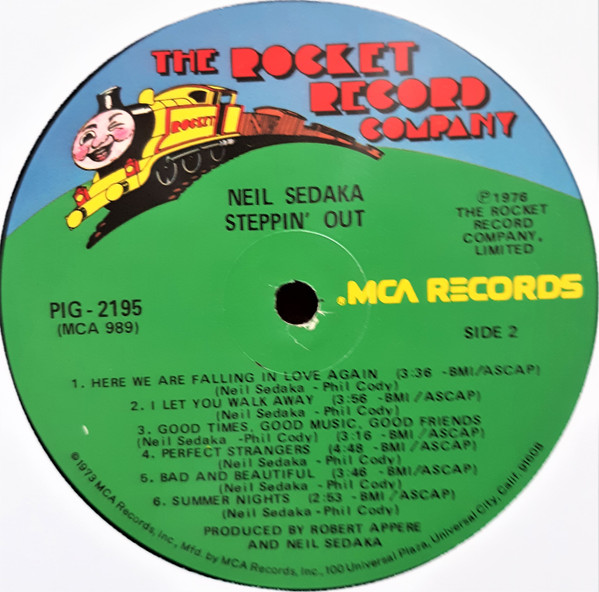 THE ROCKET
RECORD
COMPANY
ROCKET
NEIL SEDAKA
STEPPIN' OUT
℗1976
THE ROCKET
RECORD
COMPANY,
LIMITED
MCA RECORDS
PIG-2195
(MCA 989)
SIDE 2
1. HERE WE ARE FALLING IN LOVE AGAIN (3:36 -BMI/ASCAP)
(Neil Sedaka -Phil Cody)
2. I LET YOU WALK AWAY (3:56 -BMI/ASCAP)
(Neil Sedaka -Phil Cody)
3. GOOD TIMES, GOOD MUSIC, GOOD FRIENDS
(Neil Sedaka -Phil Cody) (3:16 -BMI/ASCAP)
4. PERFECT STRANGERS (4:48 -BMI/ASCAP)
(Neil Sedaka -Phil Cody)
5. BAD AND BEAUTIFUL (3:46 -BMI/ASCAP)
(Neil Sedaka -Phil Cody)
6. SUMMER NIGHTS (2:53 -BMI/ASCAP)
(Neil Sedaka-Phil Cody)
PRODUCED BY ROBERT APPERE
AND NEIL SEDAKA
©1973 MCA Records, Inc., Mfd. by MCA Records, Inc., 100 Universal Plaza, Universal City, Calif. 91608